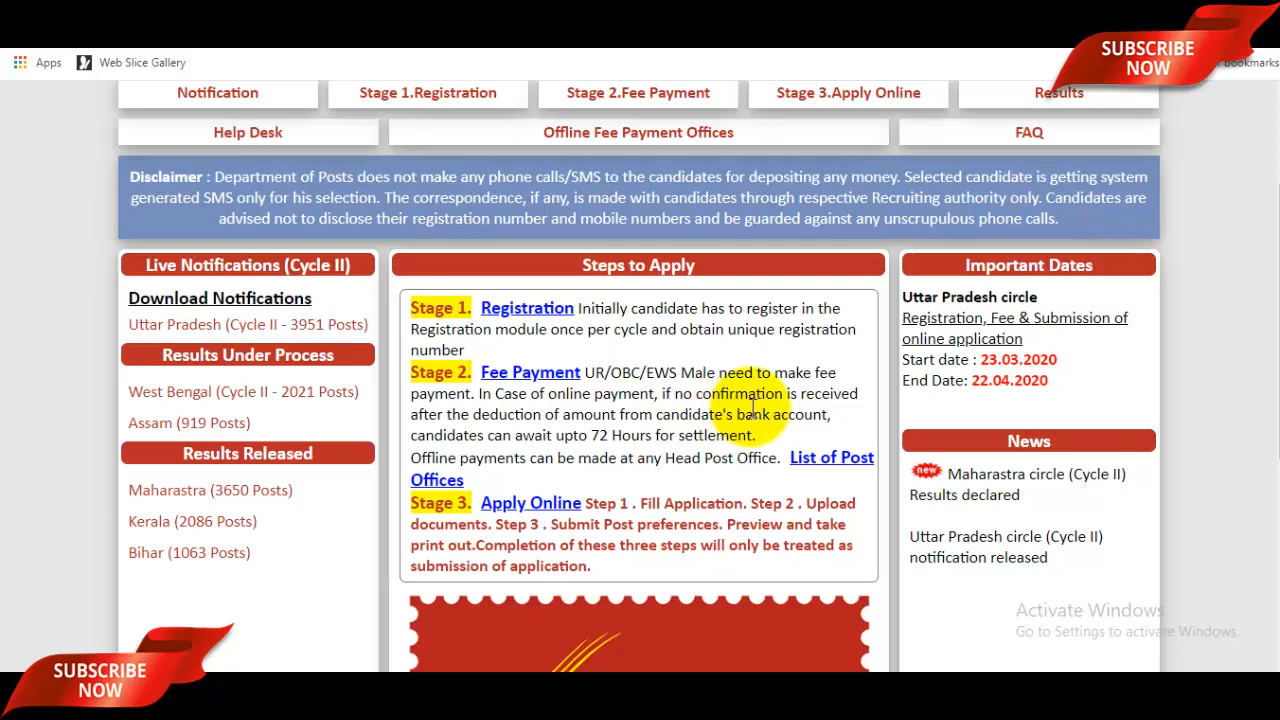 SUBSCRIBE
NOW
Apps
Web Slice Gallery
bookmarks
Notification
Stage 1.Registration
Stage 2.Fee Payment
Stage 3.Apply Online
Results
Help Desk
Offline Fee Payment Offices
FAQ
Disclaimer : Department of Posts does not make any phone calls/SMS to the candidates for depositing any money. Selected candidate is getting system
generated SMS only for his selection. The correspondence, if any, is made with candidates through respective Recruiting authority only. Candidates are
advised not to disclose their registration number and mobile numbers and be guarded against any unscrupulous phone calls.
Live Notifications (Cycle II)
Download Notifications
Uttar Pradesh (Cycle II - 3951 Posts)
Results Under Process
West Bengal (Cycle II - 2021 Posts)
Assam (919 Posts)
Results Released
Maharastra (3650 Posts)
Kerala (2086 Posts)
Bihar (1063 Posts)
Steps to Apply
Stage 1. Registration Initially candidate has to register in the
Registration module once per cycle and obtain unique registration
number
Stage 2. Fee Payment UR/OBC/EWS Male need to make fee
payment. In Case of online payment, if no confirmation is received
after the deduction of amount from candidate's bank account,
candidates can await upto 72 Hours for settlement.
Offline payments can be made at any Head Post Office. List of Post
Offices
Stage 3. Apply Online Step 1 . Fill Application. Step 2 . Upload
documents. Step 3 . Submit Post preferences. Preview and take
print out.Completion of these three steps will only be treated as
submission of application.
Important Dates
Uttar Pradesh circle
Registration, Fee & Submission of
online application
Start date : 23.03.2020
End Date: 22.04.2020
News
new Maharastra circle (Cycle II)
Results declared
Uttar Pradesh circle (Cycle II)
notification released
Activate Windows
Go to Settings to activate Windows.
SUBSCRIBE
NOW